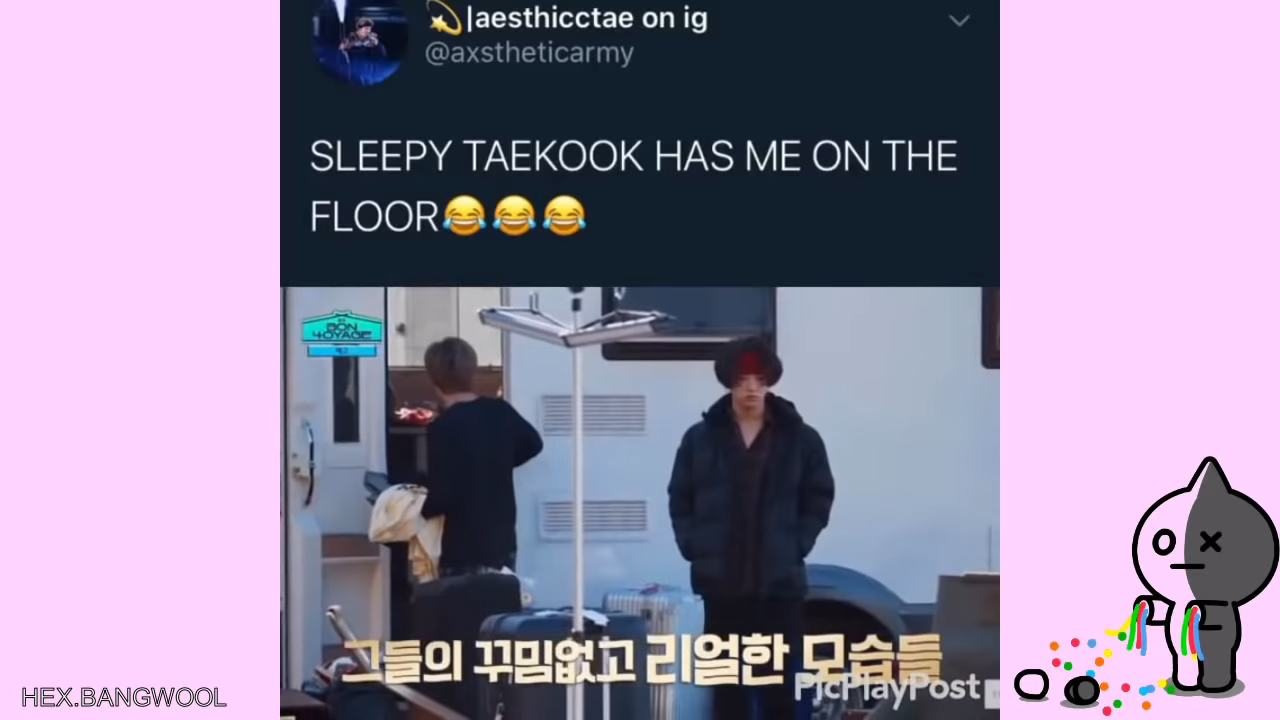 💫|aesthicctae on ig
@axstheticarmy
SLEEPY TAEKOOK HAS ME ON THE
FLOOR😂😂😂
BON
VOYAGE
그들의 꾸밈없고 리얼한 모습들
PicPlayPost
HEX.BANGWOOL